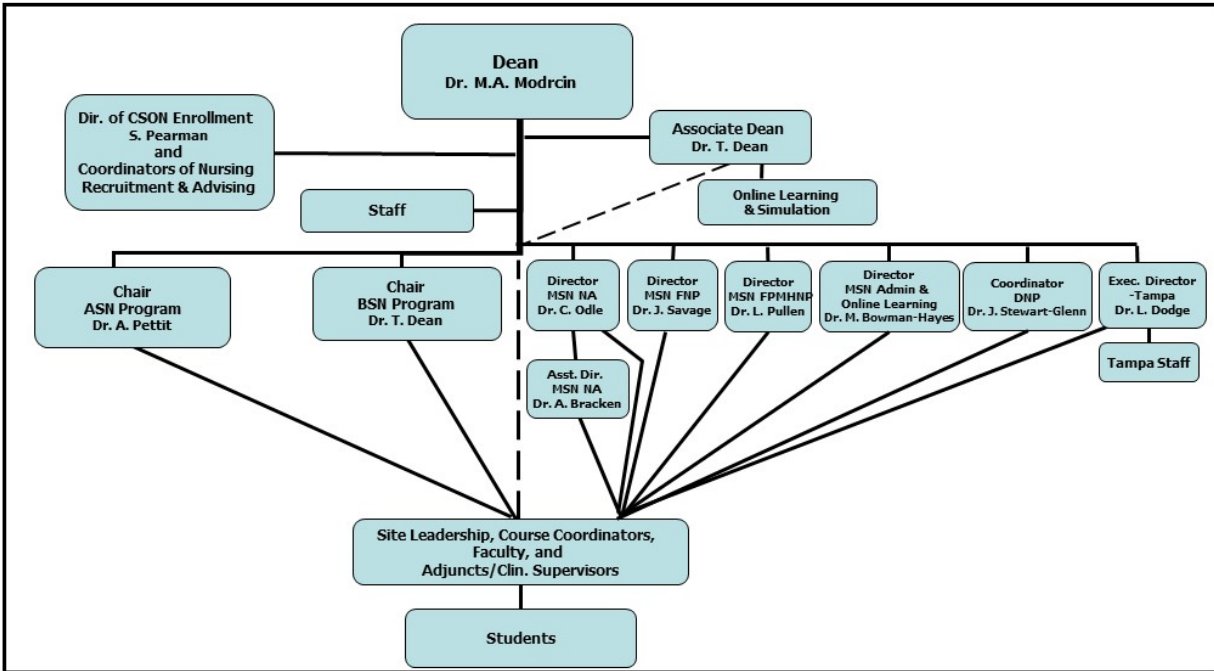 Dean
Dr. M.A. Modrcin
Dir. of CSON Enrollment
S. Pearman
and
Coordinators of Nursing
Recruitment & Advising
Associate Dean
Dr. T. Dean
Online Learning
& Simulation
Staff
Chair
ASN Program
Dr. A. Pettit
Chair
BSN Program
Dr. T. Dean
Director
MSN NA
Dr. C. Odle
Director
MSN FNP
Dr. J. Savage
Director
MSN FPMHNP
Dr. L. Pullen
Director
MSN Admin &
Online Learning
Dr. M. Bowman-Hayes
Coordinator
DNP
Dr. J. Stewart-Glenn
Exec. Director
-Tampa
Dr. L. Dodge
Asst. Dir.
MSN NA
Dr. A. Bracken
Tampa Staff
Site Leadership, Course Coordinators,
Faculty, and
Adjuncts/Clin. Supervisors
Students